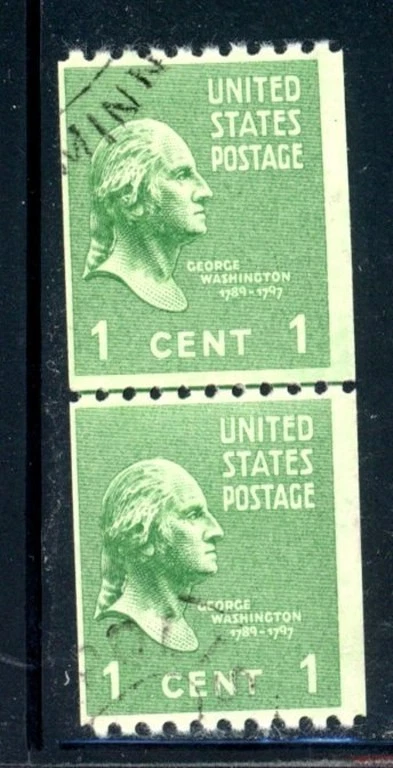 MINN
UNITED
STATES
POSTAGE
GEORGE
WASHINGTON
1789-1797
1 CENT 1
UNITED
STATES
POSTAGE
GEORGE
WASHINGTON
1789-1797
1 CENT 1